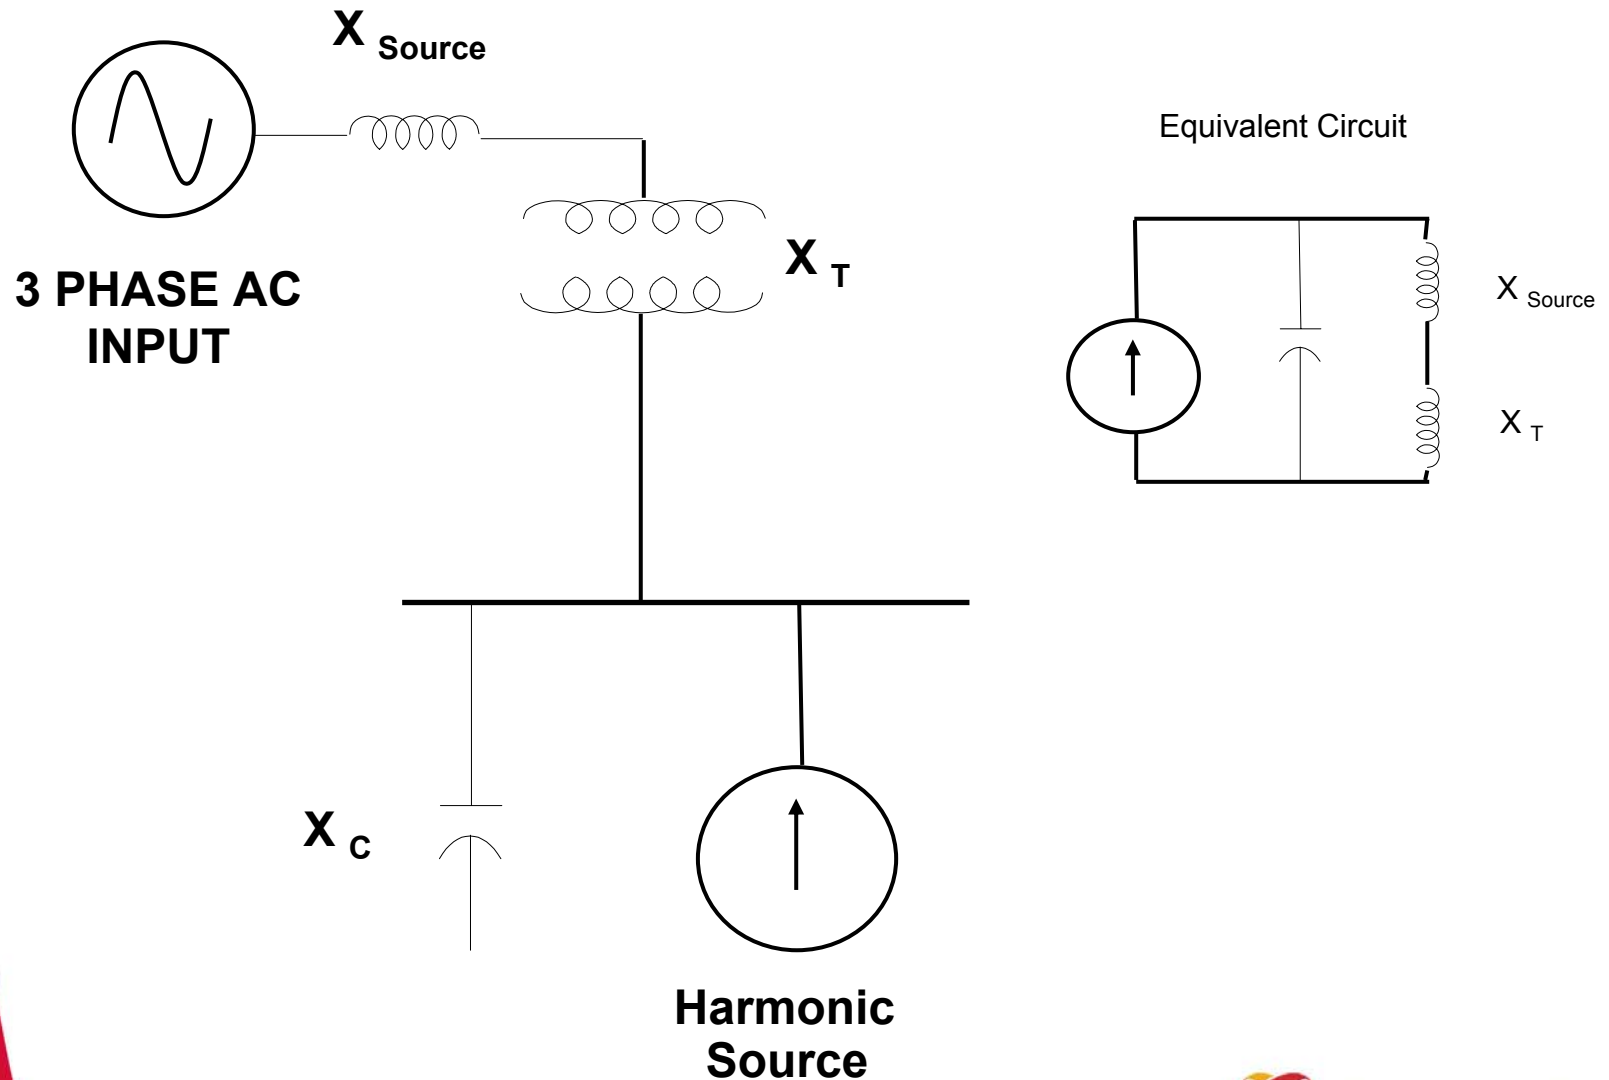 X Source
Equivalent Circuit
3 PHASE AC
INPUT
X T
X Source
X T
X C
Harmonic
Source